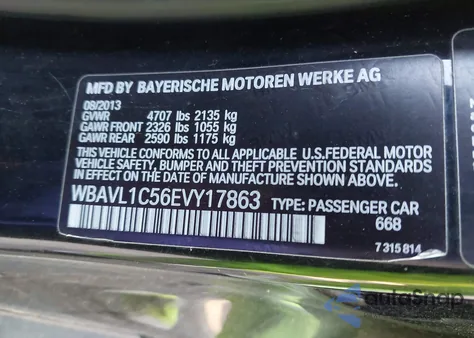 MFD BY BAYERISCHE MOTOREN WERKE AG
08/2013
GVWR 4707 lbs 2135 kg
GAWR FRONT 2326 lbs 1055 kg
GAWR REAR 2590 lbs 1175 kg
THIS VEHICLE CONFORMS TO ALL APPLICABLE U.S.FEDERAL MOTOR
VEHICLE SAFETY, BUMPER, AND THEFT PREVENTION STANDARDS
IN EFFECT ON THE DATE OF MANUFACTURE SHOWN ABOVE.
WBAVL1C56EVY17863 TYPE: PASSENGER CAR
668
7 315 814
autoSnap